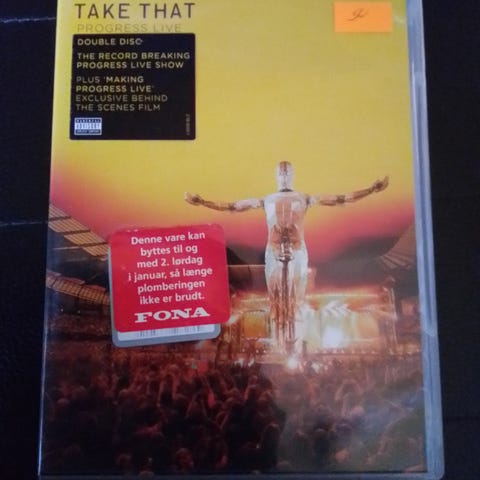 TAKE THAT
PROGRESS LIVE
DOUBLE DISC
THE RECORD BREAKING
PROGRESS LIVE SHOW
PLUS 'MAKING
PROGRESS LIVE'
EXCLUSIVE BEHIND
THE SCENES FILM
PARENTAL
ADVISORY
Denne vare kan
byttes til og
med 2. lørdag
i januar, så længe
plomberingen
ikke er brudt.
FONA